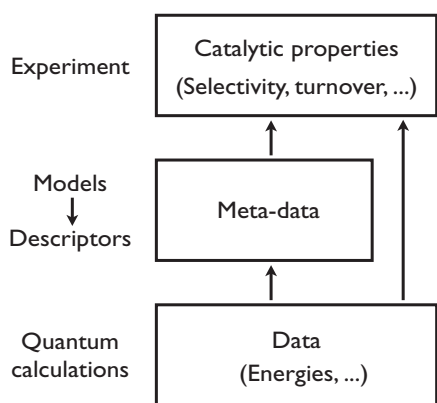 Experiment
Catalytic properties
(Selectivity, turnover, ...)
Models
Descriptors
Meta-data
Quantum
calculations
Data
(Energies, ...)